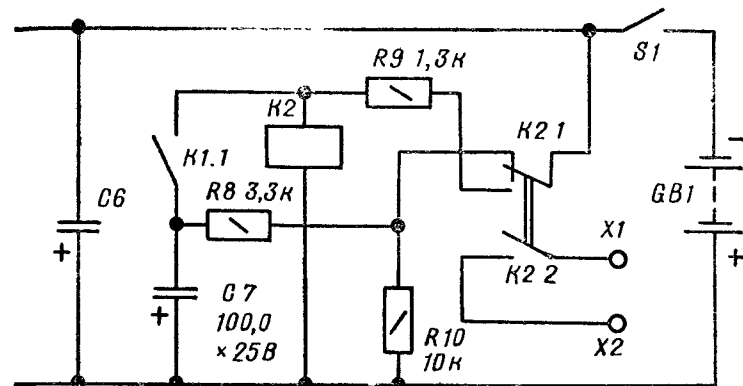 S1
R9 1,3к
K2
K2 1
K1.1
R8 3,3к
C6
GB1
−
+
X1
+
K2 2
+
C7
100,0
×25В
R10
10к
X2